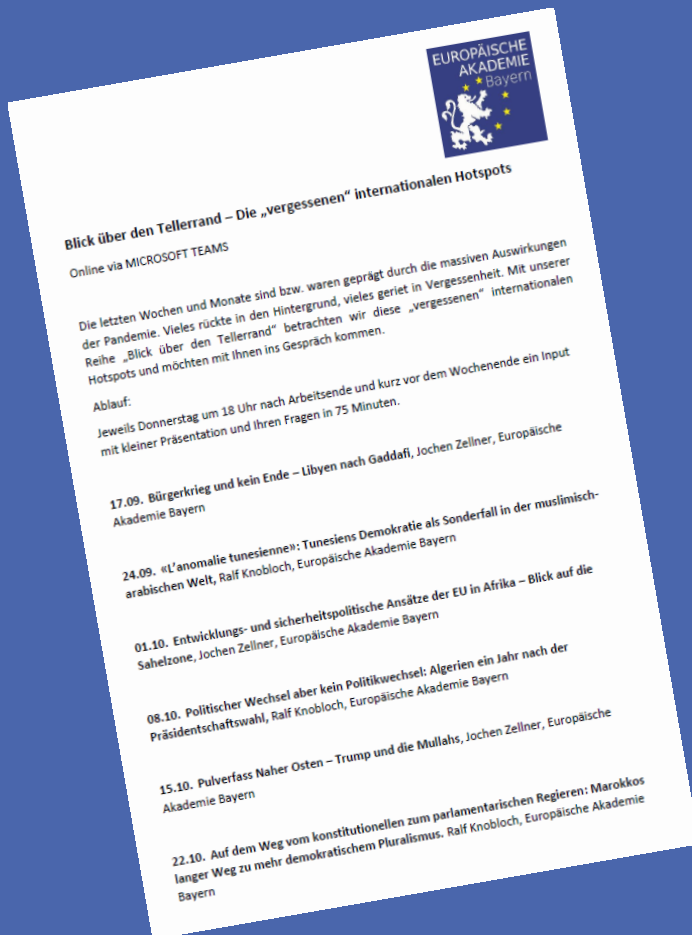 EUROPÄISCHE
AKADEMIE
Bayern
Blick über den Tellerrand – Die „vergessenen“ internationalen Hotspots
Online via MICROSOFT TEAMS
Die letzten Wochen und Monate sind bzw. waren geprägt durch die massiven Auswirkungen
der Pandemie. Vieles rückte in den Hintergrund, vieles geriet in Vergessenheit. Mit unserer
Reihe „Blick über den Tellerrand“ betrachten wir diese „vergessenen“ internationalen
Hotspots und möchten mit Ihnen ins Gespräch kommen.
Ablauf:
Jeweils Donnerstag um 18 Uhr nach Arbeitsende und kurz vor dem Wochenende ein Input
mit kleiner Präsentation und Ihren Fragen in 75 Minuten.
17.09. Bürgerkrieg und kein Ende – Libyen nach Gaddafi, Jochen Zellner, Europäische
Akademie Bayern
24.09. «L’anomalie tunesienne»: Tunesiens Demokratie als Sonderfall in der muslimisch-
arabischen Welt, Ralf Knobloch, Europäische Akademie Bayern
01.10. Entwicklungs- und sicherheitspolitische Ansätze der EU in Afrika – Blick auf die
Sahelzone, Jochen Zellner, Europäische Akademie Bayern
08.10. Politischer Wechsel aber kein Politikwechsel: Algerien ein Jahr nach der
Präsidentschaftswahl, Ralf Knobloch, Europäische Akademie Bayern
15.10. Pulverfass Naher Osten – Trump und die Mullahs, Jochen Zellner, Europäische
Akademie Bayern
22.10. Auf dem Weg vom konstitutionellen zum parlamentarischen Regieren: Marokkos
langer Weg zu mehr demokratischem Pluralismus. Ralf Knobloch, Europäische Akademie
Bayern